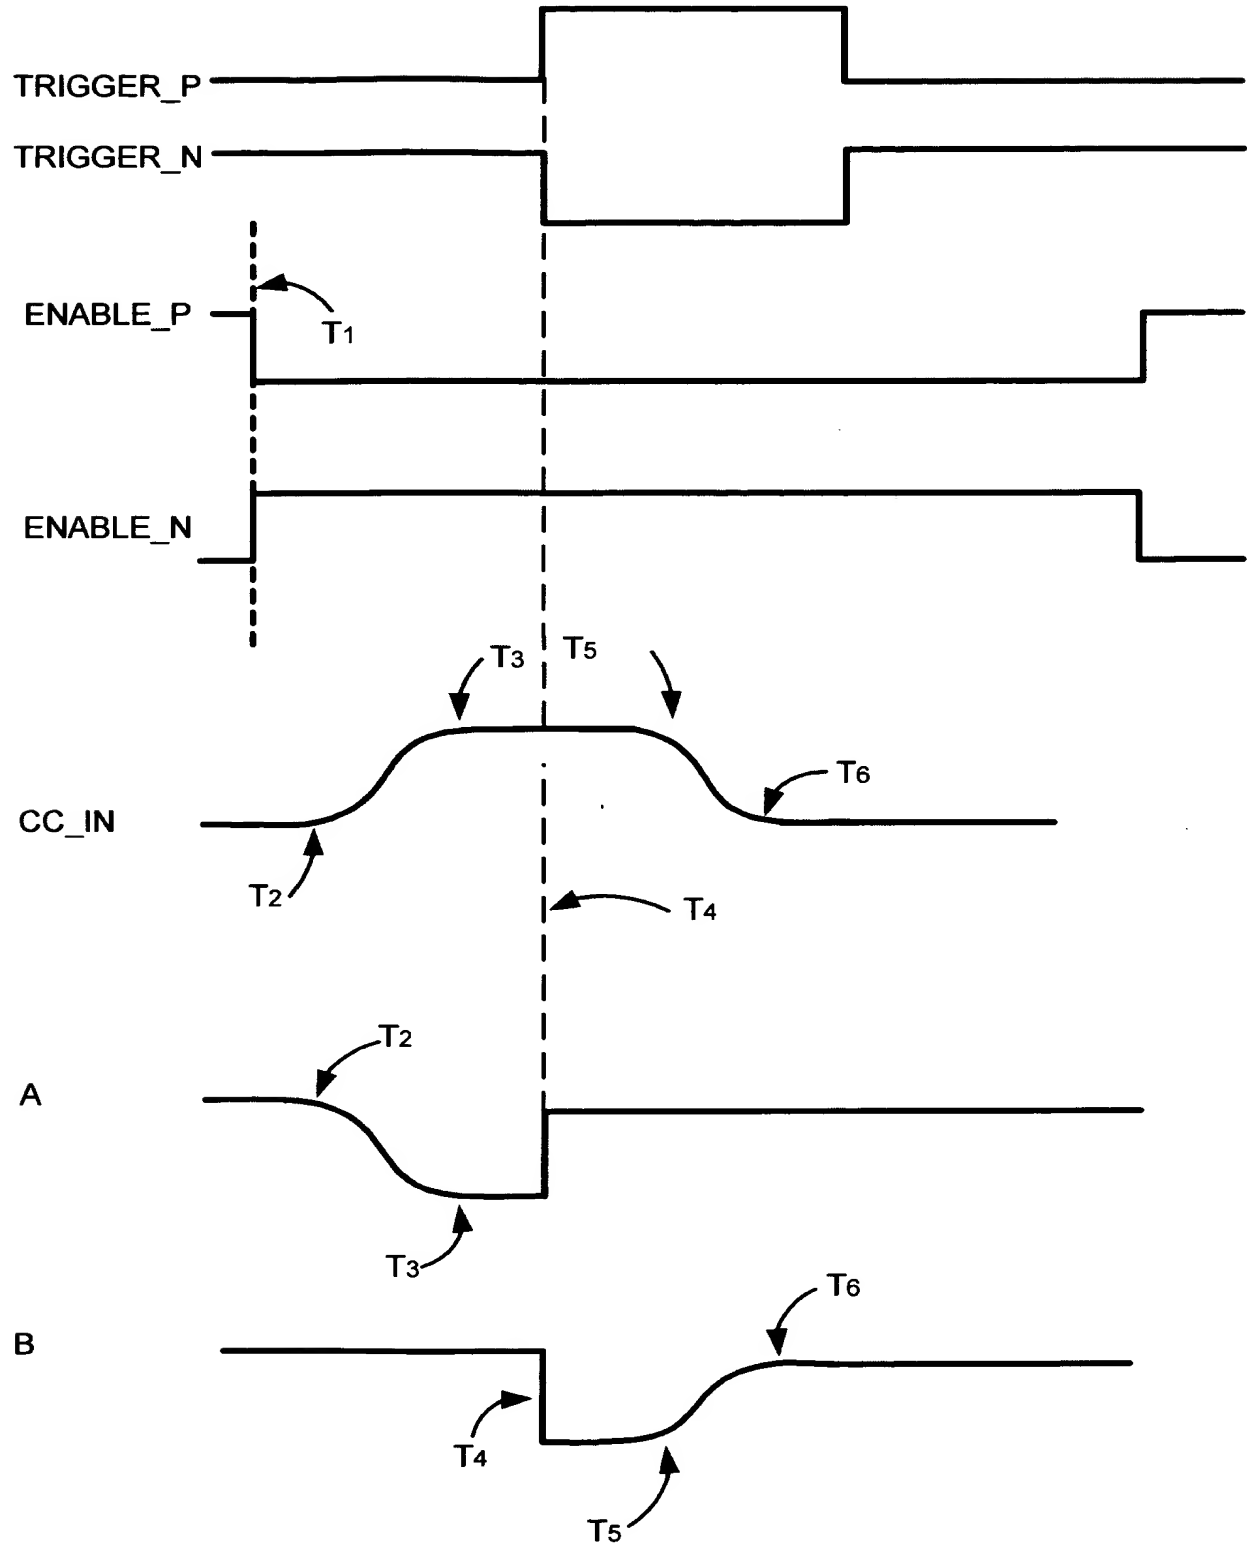 TRIGGER_P
TRIGGER_N
ENABLE_P
T1
ENABLE_N
T3
T5
T6
CC_IN
T2
T4
T2
A
T3
T6
B
T4
T5